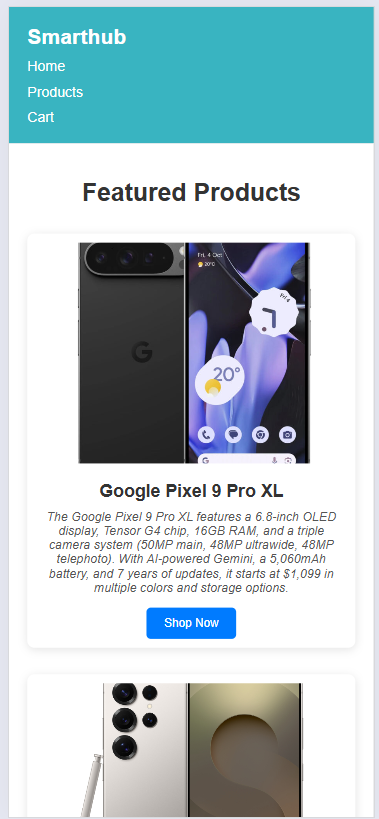 Smarthub
Home
Products
Cart
Featured Products
Fri, 4 Oct
20°C
Fri 4
20°
G
Google Pixel 9 Pro XL
The Google Pixel 9 Pro XL features a 6.8-inch OLED
display, Tensor G4 chip, 16GB RAM, and a triple
camera system (50MP main, 48MP ultrawide, 48MP
telephoto). With AI-powered Gemini, a 5,060mAh
battery, and 7 years of updates, it starts at $1,099 in
multiple colors and storage options.
Shop Now